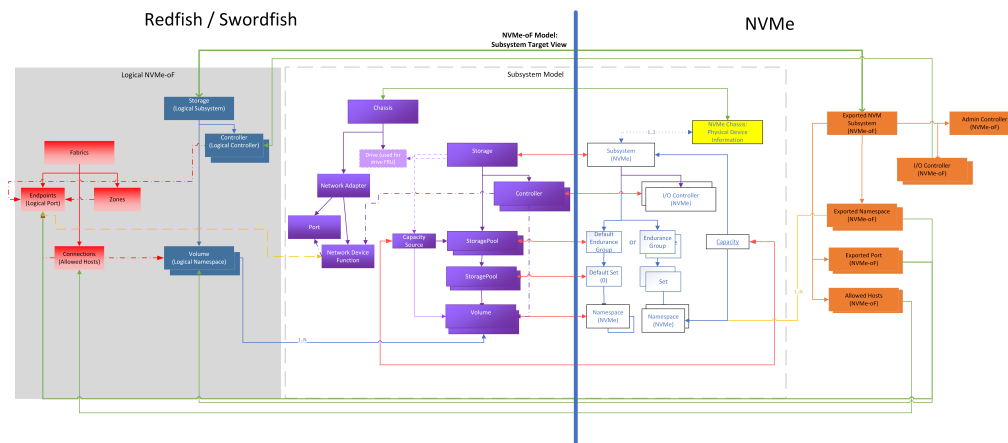 Redfish / Swordfish
NVMe
NVMe-oF Model:
Subsystem Target View
Logical NVMe-oF
Subsystem Model
Storage
(Logical Subsystem)
Controller
(Logical Controller)
Fabrics
Endpoints
(Logical Port)
Zones
Connections
(Allowed Hosts)
Volume
(Logical Namespace)
Chassis
Drive (used for
drive FRU)
Network Adapter
Port
Network Device
Function
Capacity
Source
Storage
Controller
StoragePool
StoragePool
Volume
1..N
NVMe Chassis:
Physical Device
Information
Subsystem
(NVMe)
I/O Controller
(NVMe)
Default
Endurance
Group
or
Endurance
Group
Capacity
Default Set
(0)
Set
Namespace
(NVMe)
Namespace
(NVMe)
Exported NVM
Subsystem
(NVMe-oF)
Admin Controller
(NVMe-oF)
I/O Controller
(NVMe-oF)
Exported Namespace
(NVMe-oF)
Exported Port
(NVMe-oF)
Allowed Hosts
(NVMe-oF)